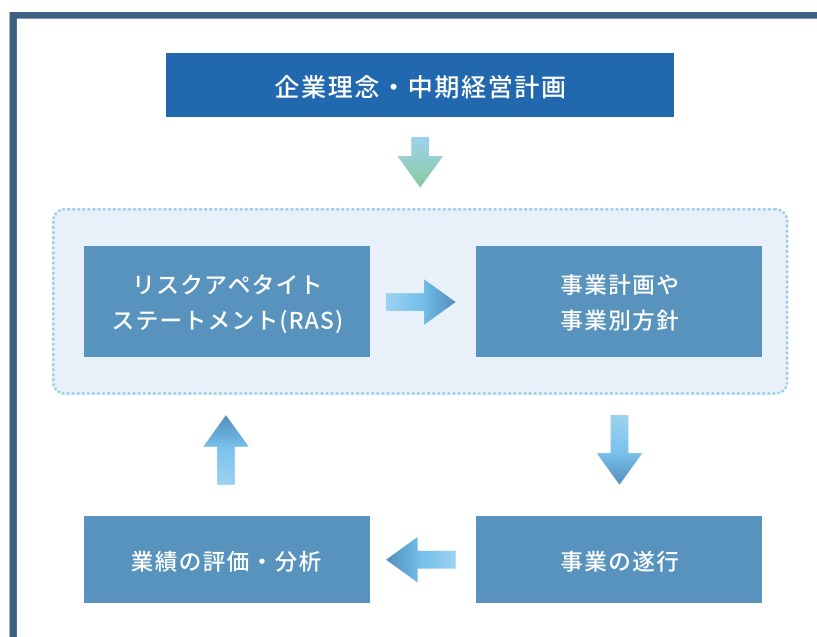 企業理念・中期経営計画
リスクアペタイト
ステートメント(RAS)
事業計画や
事業別方針
業績の評価・分析
事業の遂行